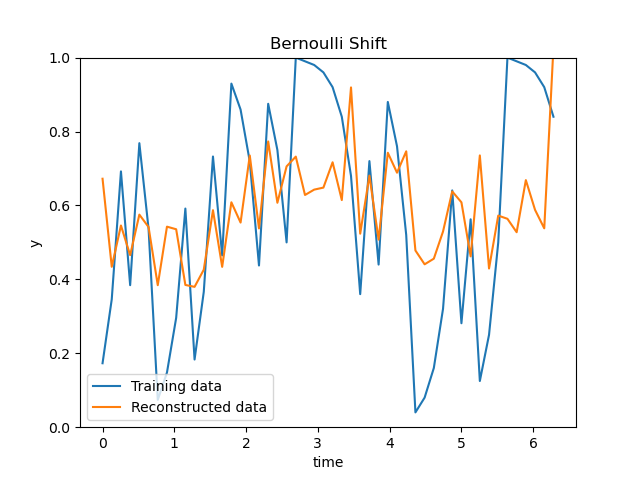 Bernoulli Shift
1.0
0.8
0.6
y
0.4
0.2
0.0
Training data
Reconstructed data
0 1 2 3 4 5 6
time